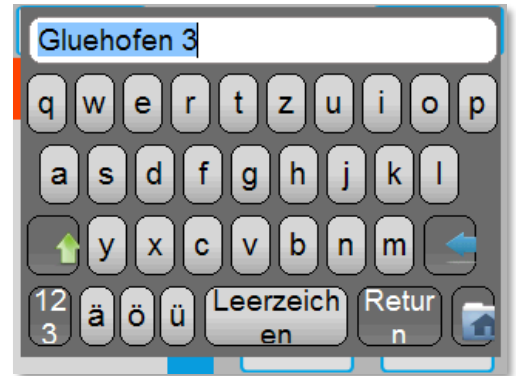 Gluehofen 3
q w e r t z u i o p
a s d f g h j k l
y x c v b n m
12
3
ä ö ü
Leerzeich
en
Retur
n